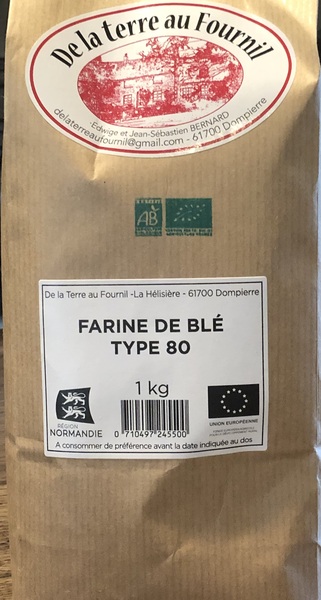 De la terre au Fournil
Edwige et Jean-Sébastien BERNARD
delaterreaufournil@gmail.com - 61700 Dompierre
AB
De la Terre au Fournil -La Hélisière - 61700 Dompierre
FARINE DE BLÉ
TYPE 80
1 kg
RÉGION
NORMANDIE
0 710497 245500
UNION EUROPÉENNE
A consommer de préférence avant la date indiquée au dos